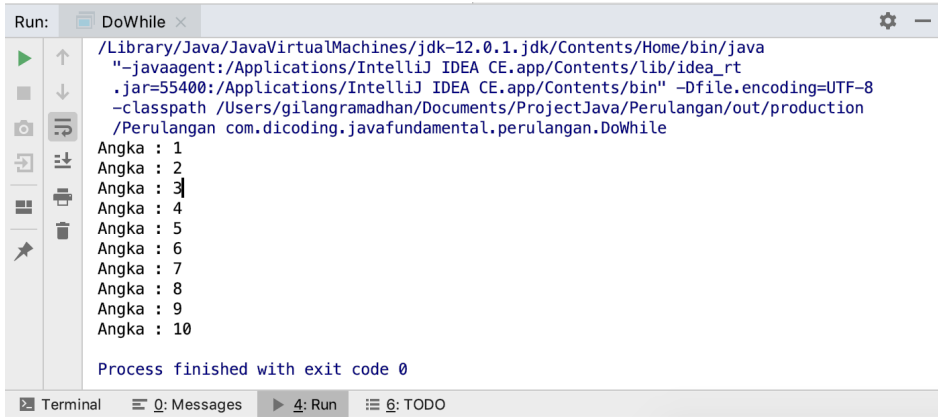 Run: DoWhile
/Library/Java/JavaVirtualMachines/jdk-12.0.1.jdk/Contents/Home/bin/java
"-javaagent:/Applications/IntelliJ IDEA CE.app/Contents/lib/idea_rt
.jar=55400:/Applications/IntelliJ IDEA CE.app/Contents/bin" -Dfile.encoding=UTF-8
-classpath /Users/gilangramadhan/Documents/ProjectJava/Perulangan/out/production
/Perulangan com.dicoding.javafundamental.perulangan.DoWhile
Angka : 1
Angka : 2
Angka : 3
Angka : 4
Angka : 5
Angka : 6
Angka : 7
Angka : 8
Angka : 9
Angka : 10
Process finished with exit code 0
Terminal 0: Messages 4: Run 6: TODO